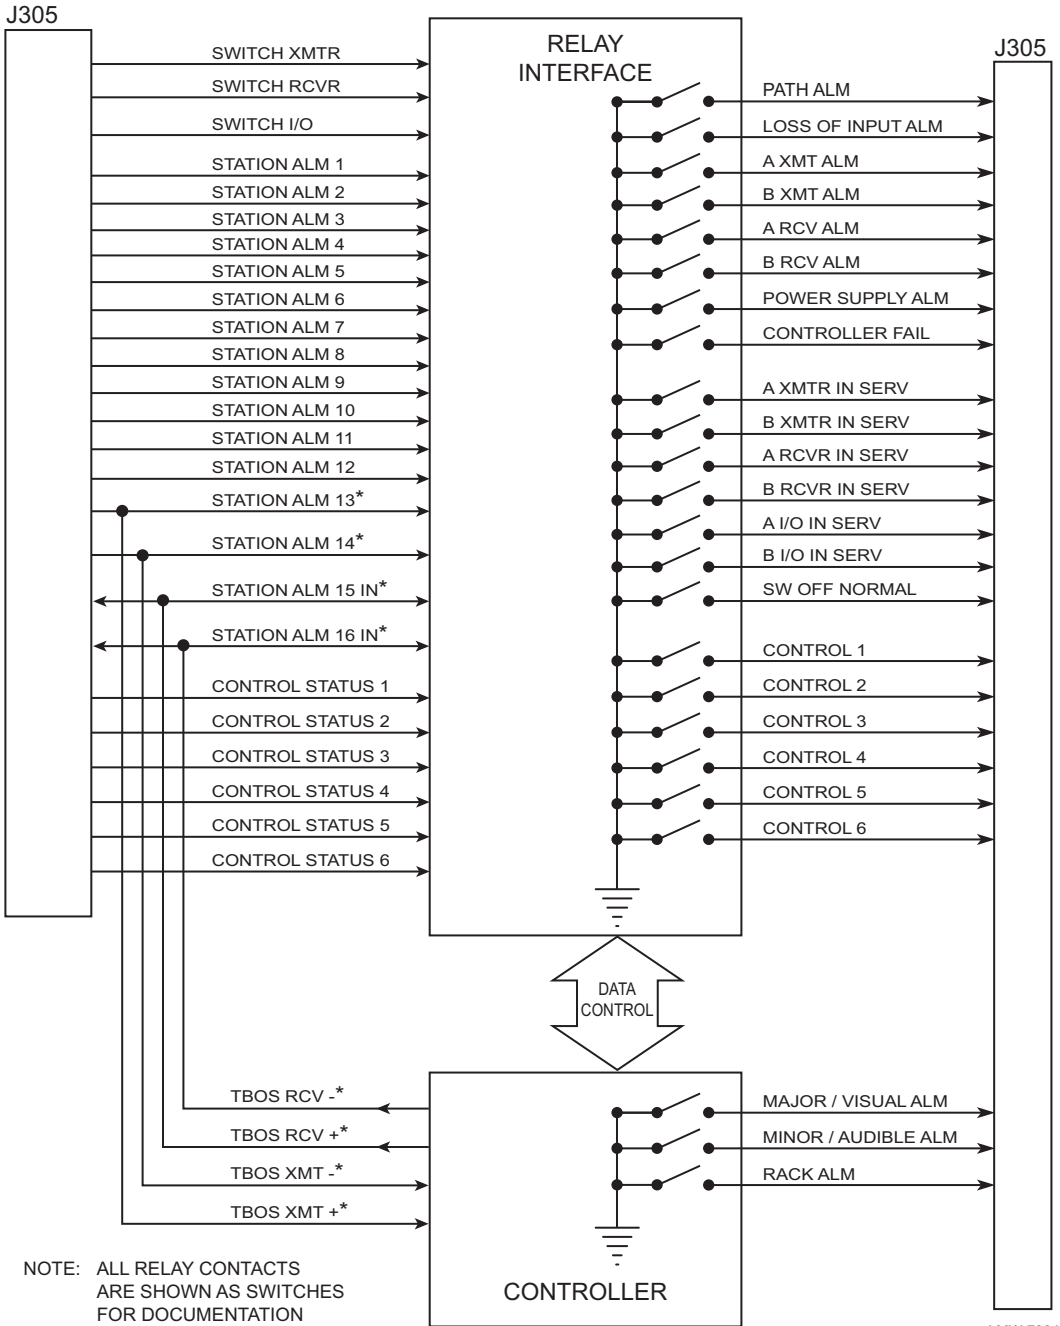 J305
SWITCH XMTR
SWITCH RCVR
SWITCH I/O
STATION ALM 1
STATION ALM 2
STATION ALM 3
STATION ALM 4
STATION ALM 5
STATION ALM 6
STATION ALM 7
STATION ALM 8
STATION ALM 9
STATION ALM 10
STATION ALM 11
STATION ALM 12
STATION ALM 13*
STATION ALM 14*
STATION ALM 15 IN*
STATION ALM 16 IN*
CONTROL STATUS 1
CONTROL STATUS 2
CONTROL STATUS 3
CONTROL STATUS 4
CONTROL STATUS 5
CONTROL STATUS 6
RELAY
INTERFACE
J305
PATH ALM
LOSS OF INPUT ALM
A XMT ALM
B XMT ALM
A RCV ALM
B RCV ALM
POWER SUPPLY ALM
CONTROLLER FAIL
A XMTR IN SERV
B XMTR IN SERV
A RCVR IN SERV
B RCVR IN SERV
A I/O IN SERV
B I/O IN SERV
SW OFF NORMAL
CONTROL 1
CONTROL 2
CONTROL 3
CONTROL 4
CONTROL 5
CONTROL 6
DATA
CONTROL
TBOS RCV -*
TBOS RCV +*
TBOS XMT -*
TBOS XMT +*
MAJOR / VISUAL ALM
MINOR / AUDIBLE ALM
RACK ALM
CONTROLLER
NOTE: ALL RELAY CONTACTS
ARE SHOWN AS SWITCHES
FOR DOCUMENTATION